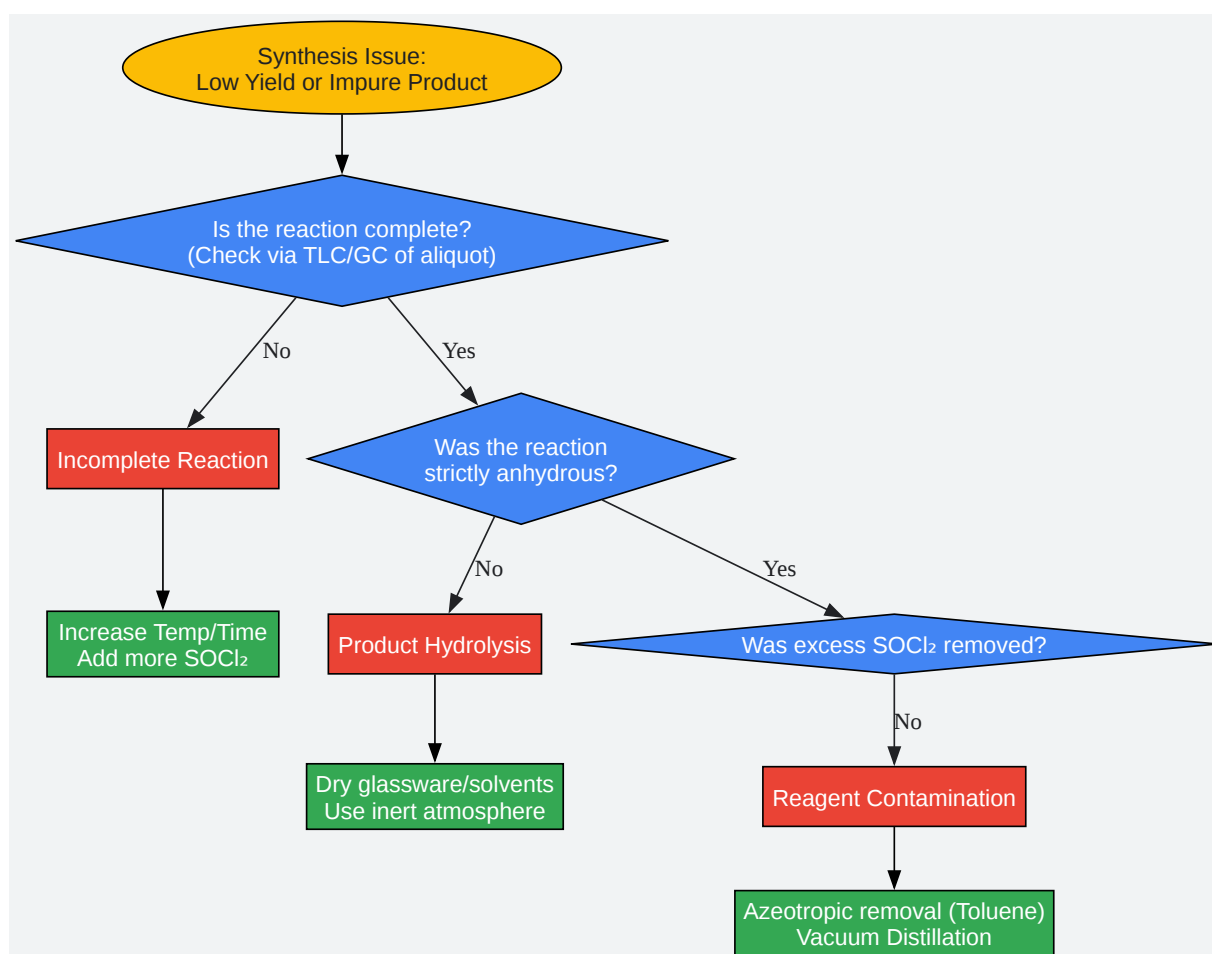 Synthesis Issue:
Low Yield or Impure Product
Is the reaction complete?
(Check via TLC/GC of aliquot)
No
Yes
Incomplete Reaction
Was the reaction
strictly anhydrous?
No
Yes
Increase Temp/Time
Add more SOCl₂
Product Hydrolysis
Was excess SOCl₂ removed?
No
Dry glassware/solvents
Use inert atmosphere
Reagent Contamination
Azeotropic removal (Toluene)
Vacuum Distillation